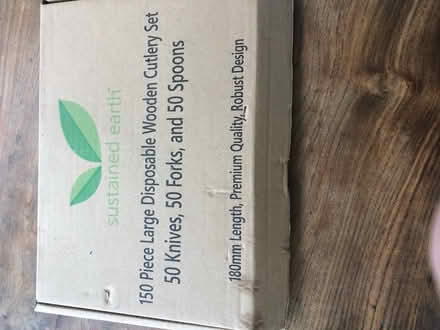 sustained earth
150 Piece Large Disposable Wooden Cutlery Set
50 Knives, 50 Forks, and 50 Spoons
180mm Length, Premium Quality, Robust Design